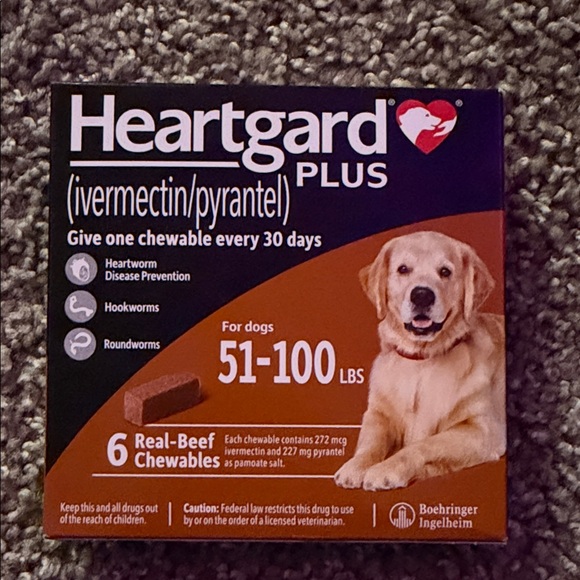 Heartgard®
PLUS
(ivermectin/pyrantel)
Give one chewable every 30 days
Heartworm
Disease Prevention
Hookworms
Roundworms
For dogs
51-100 LBS
6 Real-Beef
Chewables
Each chewable contains 272 mcg
ivermectin and 227 mg pyrantel
as pamoate salt.
Keep this and all drugs out
of the reach of children.
Caution: Federal law restricts this drug to use
by or on the order of a licensed veterinarian.
Boehringer
Ingelheim